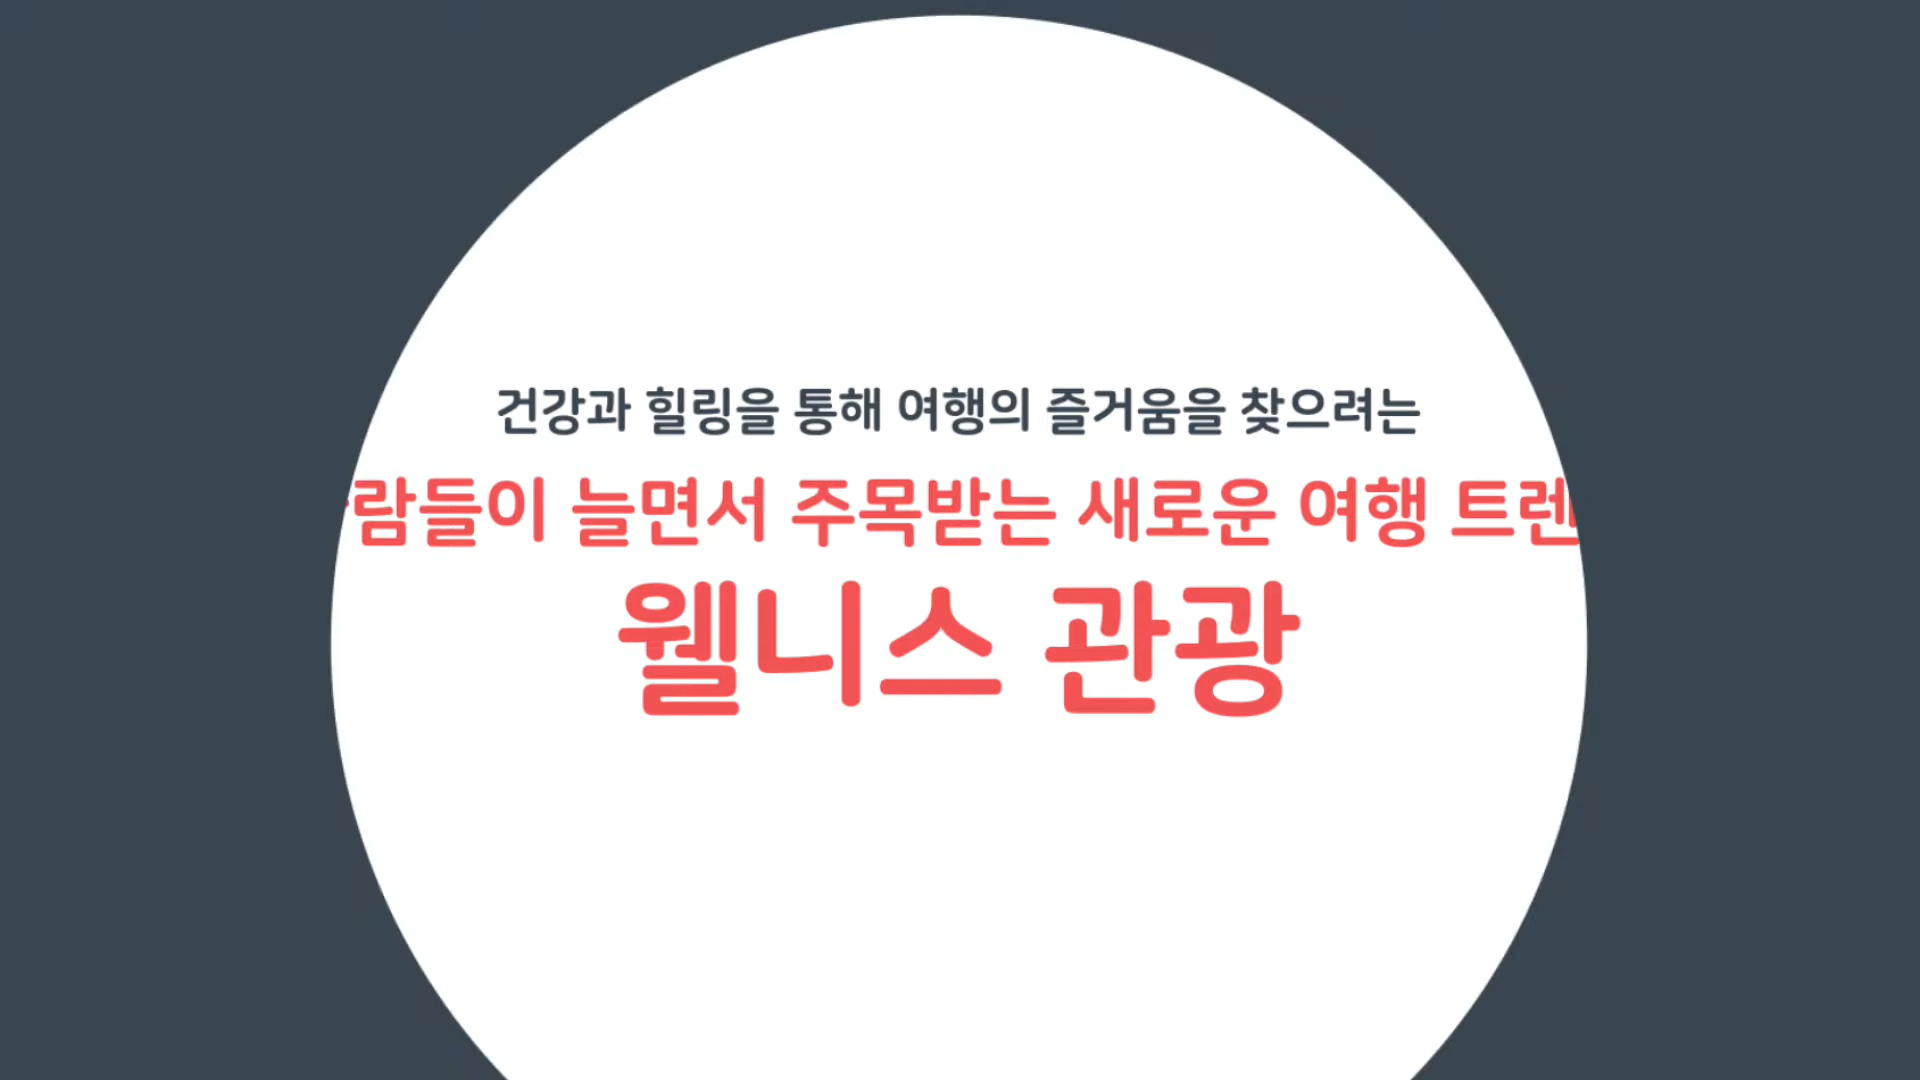 건강과 힐링을 통해 여행의 즐거움을 찾으려는
람들이 늘면서 주목받는 새로운 여행 트렌
웰니스 관광